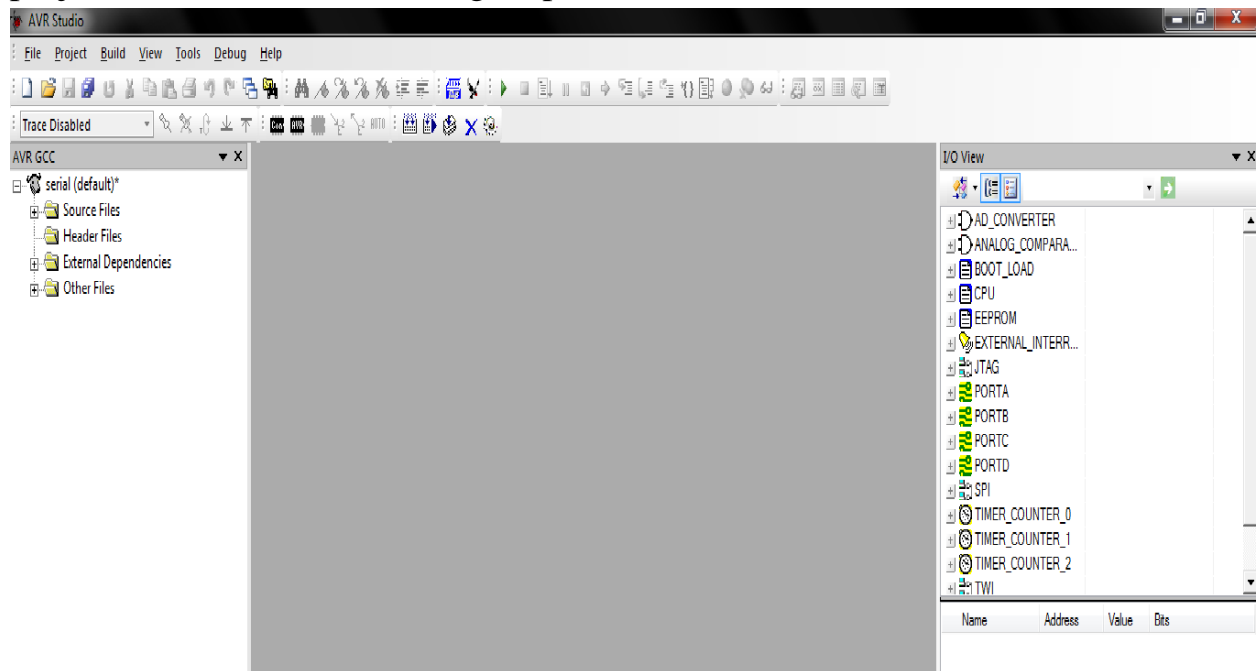 AVR Studio
File Project Build View Tools Debug Help
Trace Disabled
AVR GCC
serial (default)*
Source Files
Header Files
External Dependencies
Other Files
I/O View
AD_CONVERTER
ANALOG_COMPARA...
BOOT_LOAD
CPU
EEPROM
EXTERNAL_INTERR...
JTAG
PORTA
PORTB
PORTC
PORTD
SPI
TIMER_COUNTER_0
TIMER_COUNTER_1
TIMER_COUNTER_2
TWI
Name Address Value Bits